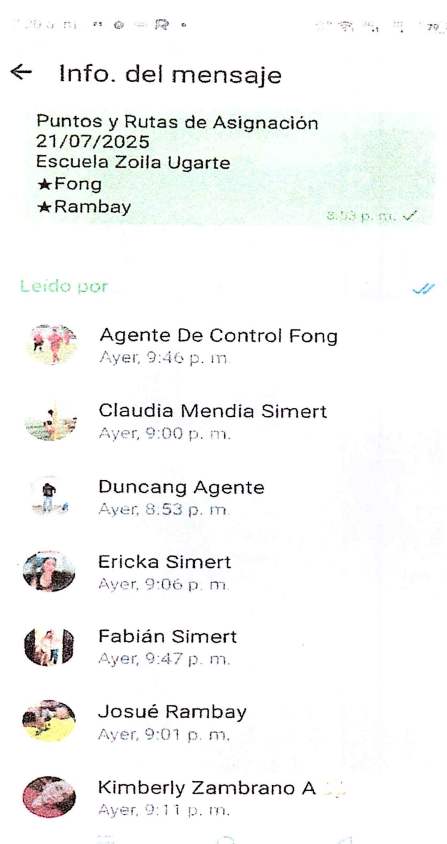 ← Info. del mensaje
Puntos y Rutas de Asignación
21/07/2025
Escuela Zoila Ugarte
★Fong
★Rambay
8:53 p. m. ✓
Leído por
Agente De Control Fong
Ayer, 9:46 p. m.
Claudia Mendia Simert
Ayer, 9:00 p. m.
Duncang Agente
Ayer, 8:53 p. m.
Ericka Simert
Ayer, 9:06 p. m.
Fabián Simert
Ayer, 9:47 p. m.
Josué Rambay
Ayer, 9:01 p. m.
Kimberly Zambrano A
Ayer, 9:11 p. m.